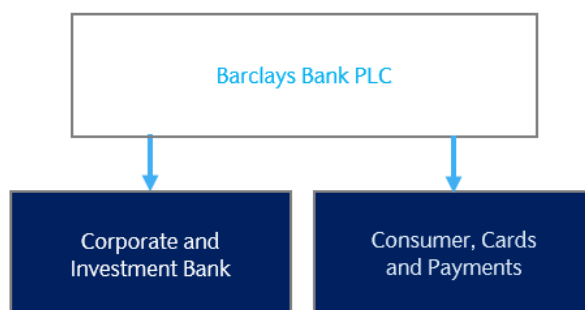 Barclays Bank PLC
Corporate and
Investment Bank
Consumer, Cards
and Payments